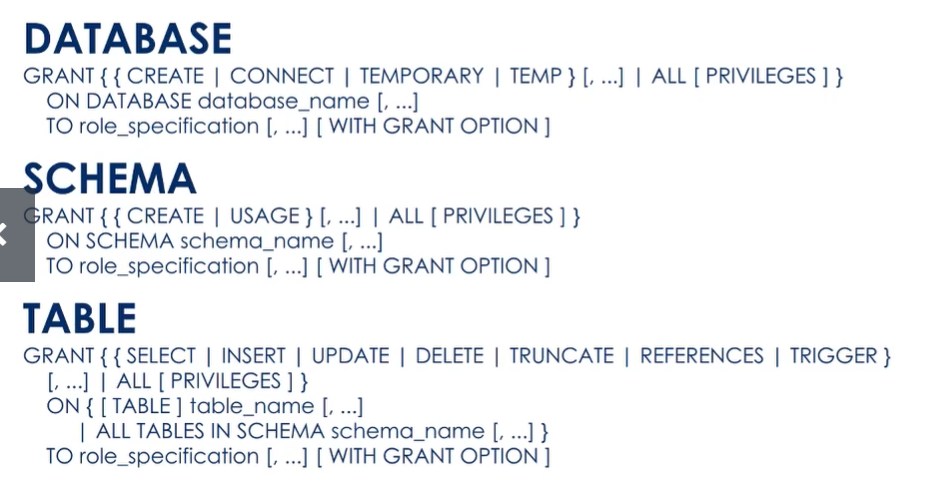 DATABASE
GRANT { { CREATE | CONNECT | TEMPORARY | TEMP } [, ...] | ALL [ PRIVILEGES ] }
ON DATABASE database_name [, ...]
TO role_specification [, ...] [ WITH GRANT OPTION ]
SCHEMA
GRANT { { CREATE | USAGE } [, ...] | ALL [ PRIVILEGES ] }
ON SCHEMA schema_name [, ...]
TO role_specification [, ...] [ WITH GRANT OPTION ]
TABLE
GRANT { { SELECT | INSERT | UPDATE | DELETE | TRUNCATE | REFERENCES | TRIGGER }
[, ...] | ALL [ PRIVILEGES ] }
ON { [ TABLE ] table_name [, ...]
| ALL TABLES IN SCHEMA schema_name [, ...] }
TO role_specification [, ...] [ WITH GRANT OPTION ]